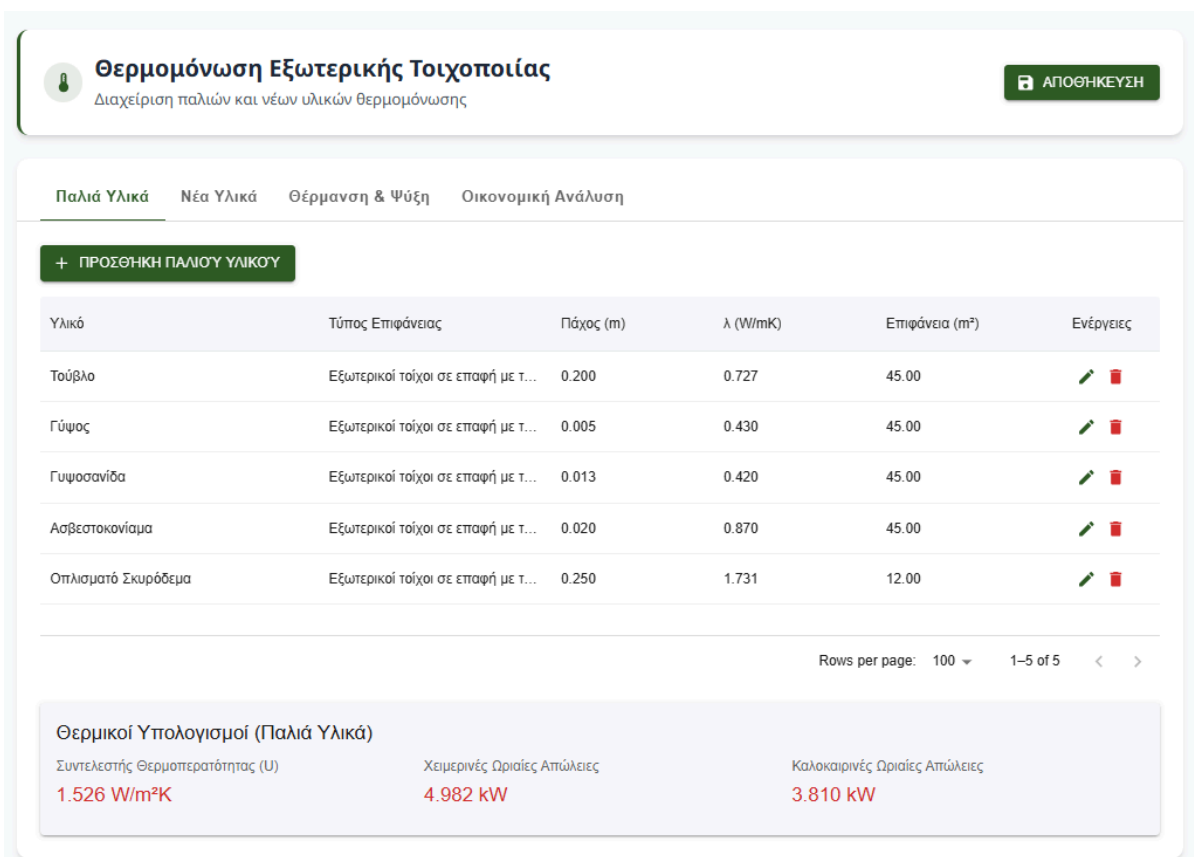 Θερμομόνωση Εξωτερικής Τοιχοποιίας
Διαχείριση παλιών και νέων υλικών θερμομόνωσης
ΑΠΟΘΉΚΕΥΣΗ
Παλιά Υλικά Νέα Υλικά Θέρμανση & Ψύξη Οικονομική Ανάλυση
+ ΠΡΟΣΘΉΚΗ ΠΑΛΙΟΎ ΥΛΙΚΟΎ
Υλικό Τύπος Επιφάνειας Πάχος (m) λ (W/mK) Επιφάνεια (m²) Ενέργειες
Τούβλο Εξωτερικοί τοίχοι σε επαφή με τ... 0.200 0.727 45.00
Γύψος Εξωτερικοί τοίχοι σε επαφή με τ... 0.005 0.430 45.00
Γυψοσανίδα Εξωτερικοί τοίχοι σε επαφή με τ... 0.013 0.420 45.00
Ασβεστοκονίαμα Εξωτερικοί τοίχοι σε επαφή με τ... 0.020 0.870 45.00
Οπλισματό Σκυρόδεμα Εξωτερικοί τοίχοι σε επαφή με τ... 0.250 1.731 12.00
Rows per page: 100 1–5 of 5
Θερμικοί Υπολογισμοί (Παλιά Υλικά)
Συντελεστής Θερμοπερατότητας (U) Χειμερινές Ωριαίες Απώλειες Καλοκαιρινές Ωριαίες Απώλειες
1.526 W/m²K 4.982 kW 3.810 kW